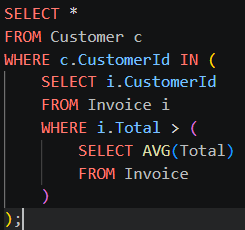 SELECT *
FROM Customer c
WHERE c.CustomerId IN (
    SELECT i.CustomerId
    FROM Invoice i
    WHERE i.Total > (
        SELECT AVG(Total)
        FROM Invoice
    )
);